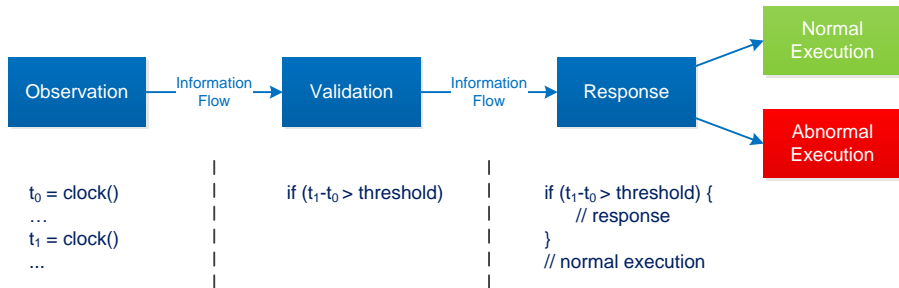 Normal
Execution
Observation
Information
Flow
Validation
Information
Flow
Response
Abnormal
Execution
t₀ = clock()
…
t₁ = clock()
...
if (t₁-t₀ > threshold)
if (t₁-t₀ > threshold) {
// response
}
// normal execution